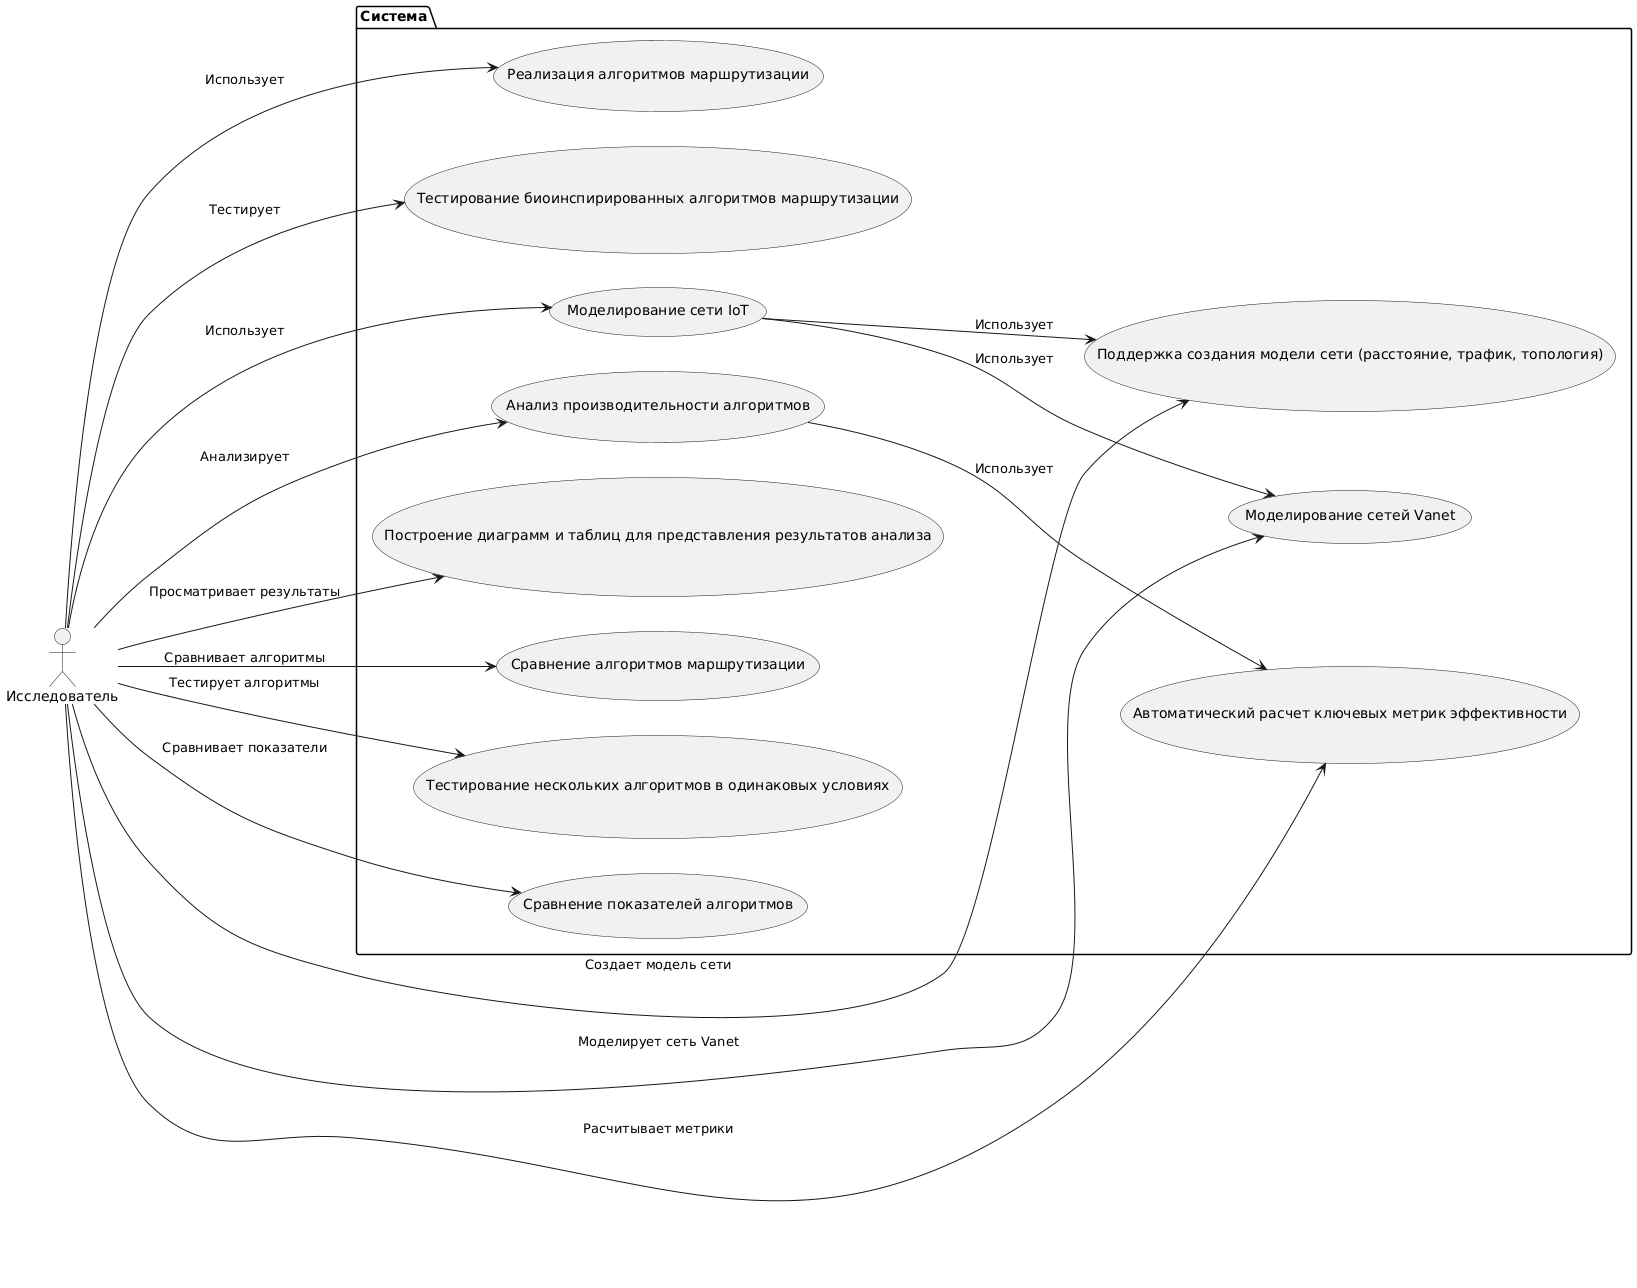 Система
Использует
Реализация алгоритмов маршрутизации
Тестирует
Тестирование биоинспирированных алгоритмов маршрутизации
Использует
Моделирование сети IoT
Использует
Использует
Поддержка создания модели сети (расстояние, трафик, топология)
Анализирует
Анализ производительности алгоритмов
Использует
Моделирование сетей Vanet
Просматривает результаты
Построение диаграмм и таблиц для представления результатов анализа
Исследователь
Сравнивает алгоритмы
Сравнение алгоритмов маршрутизации
Тестирует алгоритмы
Автоматический расчет ключевых метрик эффективности
Сравнивает показатели
Тестирование нескольких алгоритмов в одинаковых условиях
Сравнение показателей алгоритмов
Создает модель сети
Моделирует сеть Vanet
Расчитывает метрики